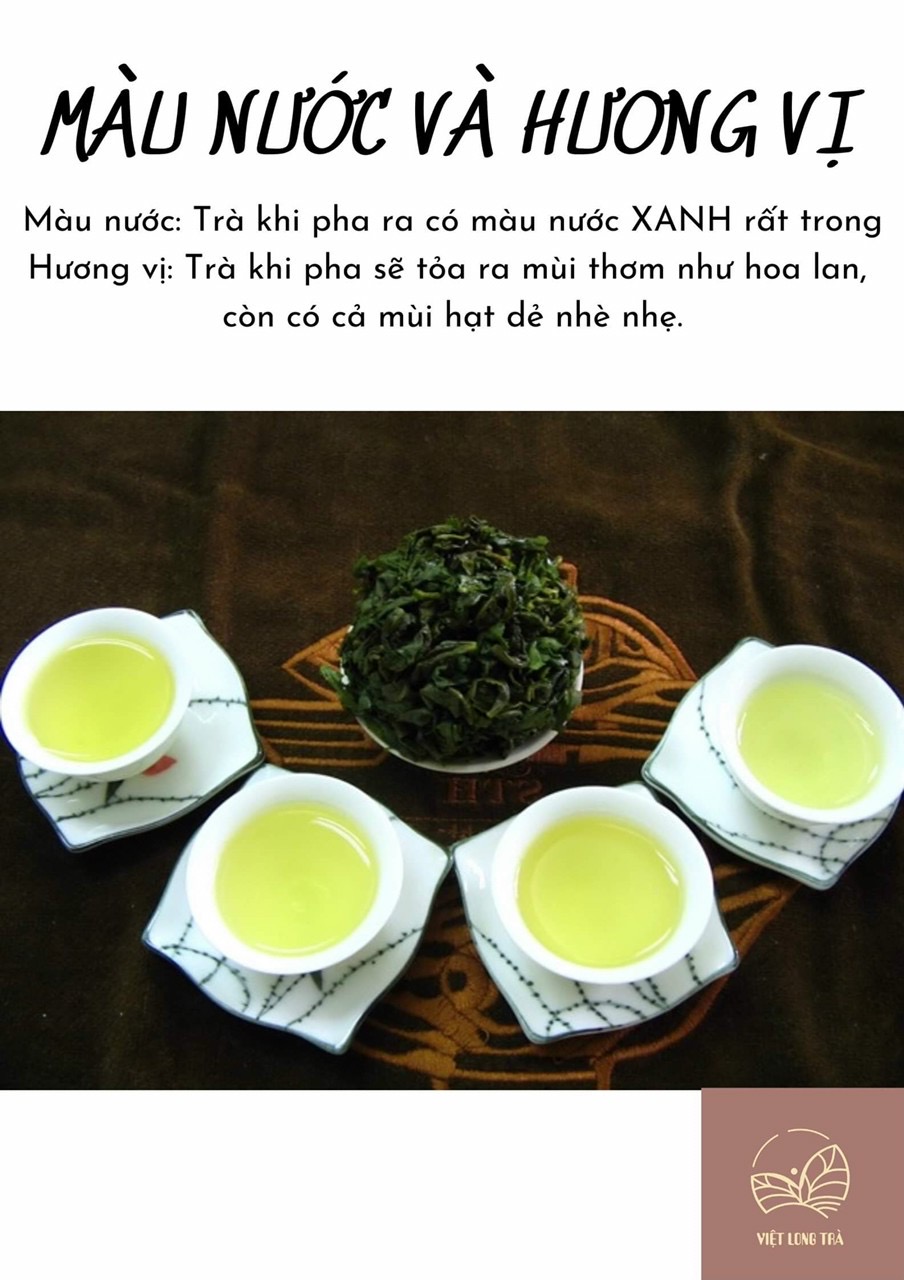 MÀU NƯỚC VÀ HƯƠNG VỊ
Màu nước: Trà khi pha ra có màu nước XANH rất trong
Hương vị: Trà khi pha sẽ tỏa ra mùi thơm như hoa lan,
còn có cả mùi hạt dẻ nhè nhẹ.
VIỆT LONG TRÀ